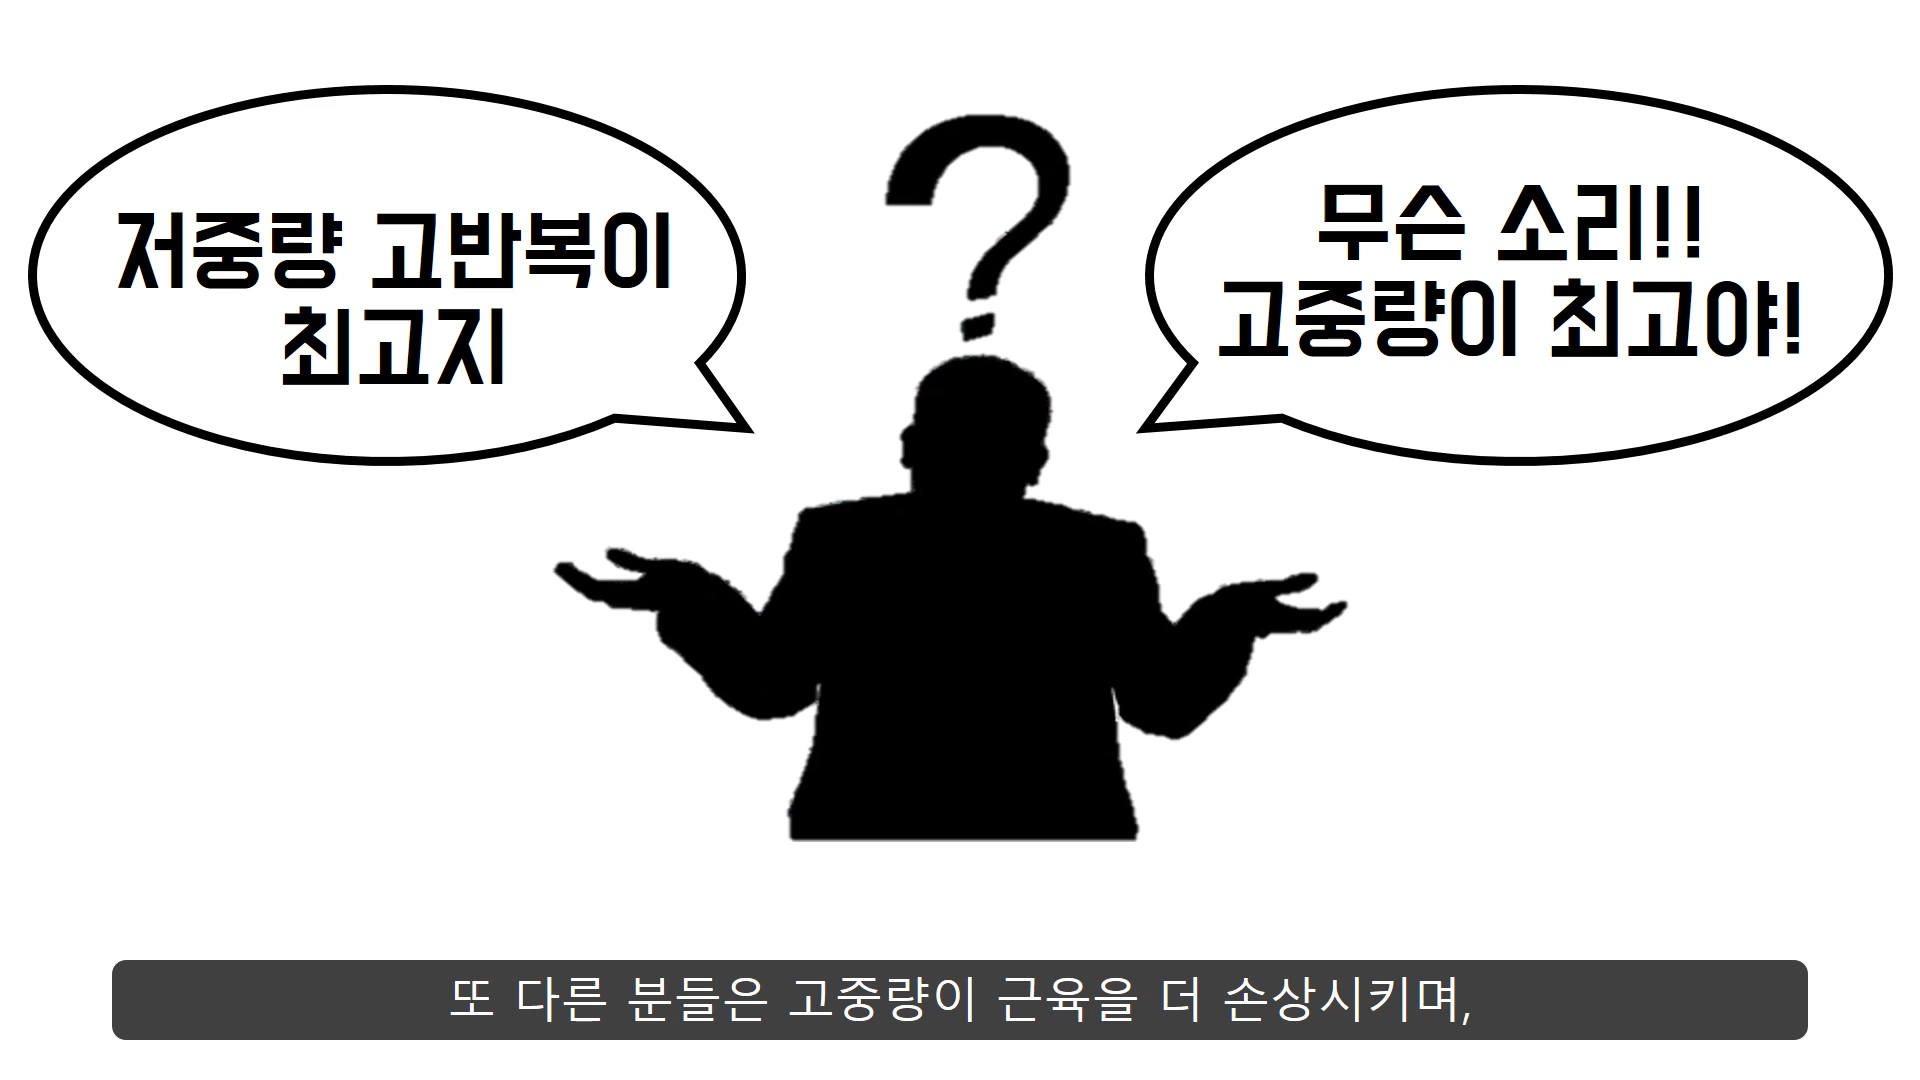 저중량 고반복이
최고지
무슨 소리!!
고중량이 최고야!
?
또 다른 분들은 고중량이 근육을 더 손상시키며,